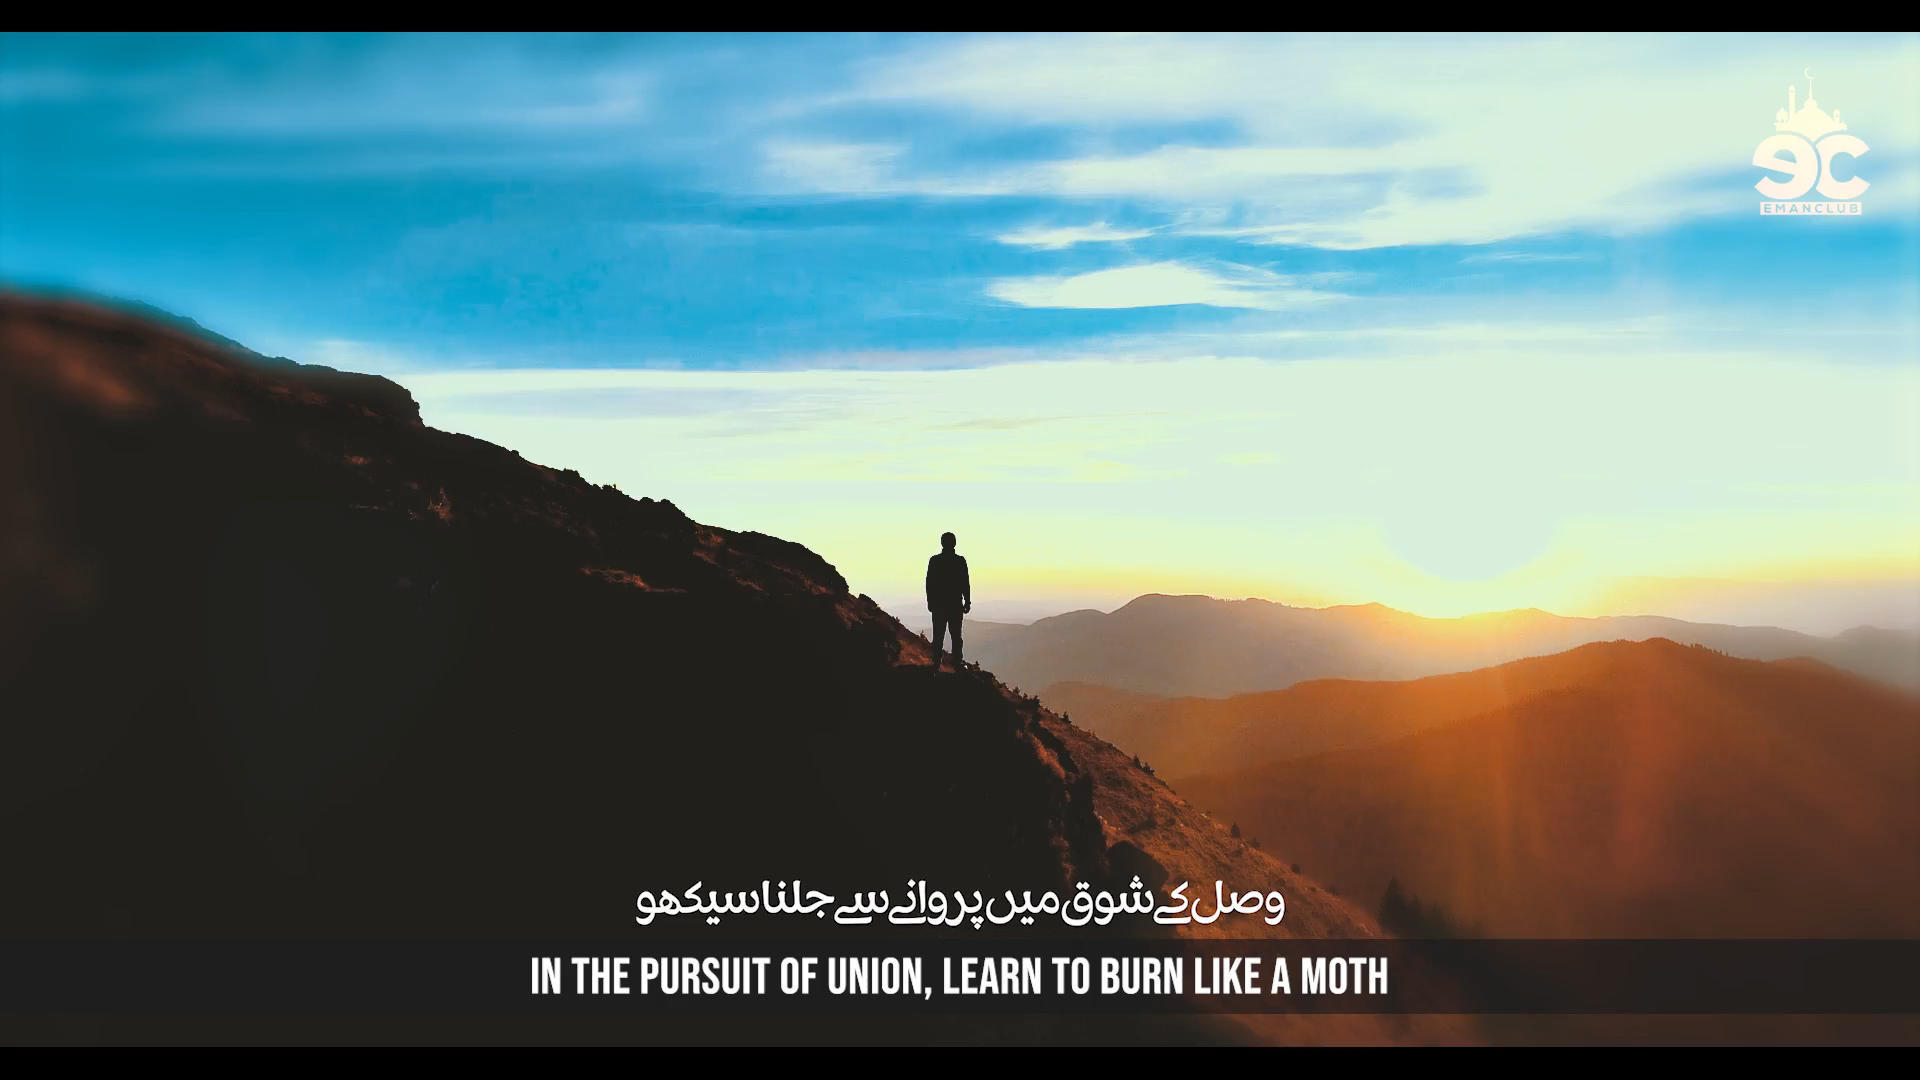 EMANCLUB
وصل کے شوق میں پروانے سے جلنا سیکھو
IN THE PURSUIT OF UNION, LEARN TO BURN LIKE A MOTH